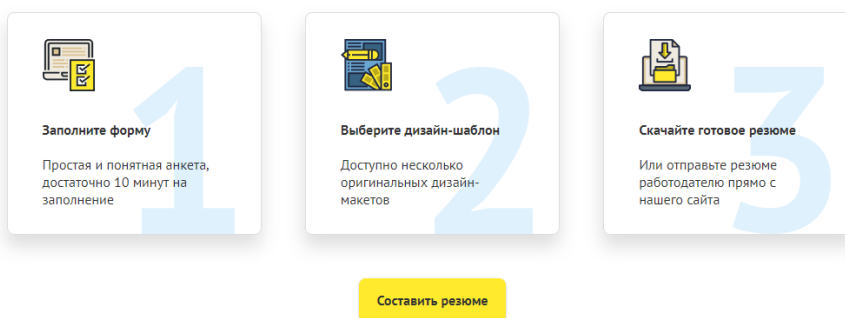 1
Заполните форму
Простая и понятная анкета,
достаточно 10 минут на
заполнение
2
Выберите дизайн-шаблон
Доступно несколько
оригинальных дизайн-
макетов
3
Скачайте готовое резюме
Или отправьте резюме
работодателю прямо с
нашего сайта
Составить резюме